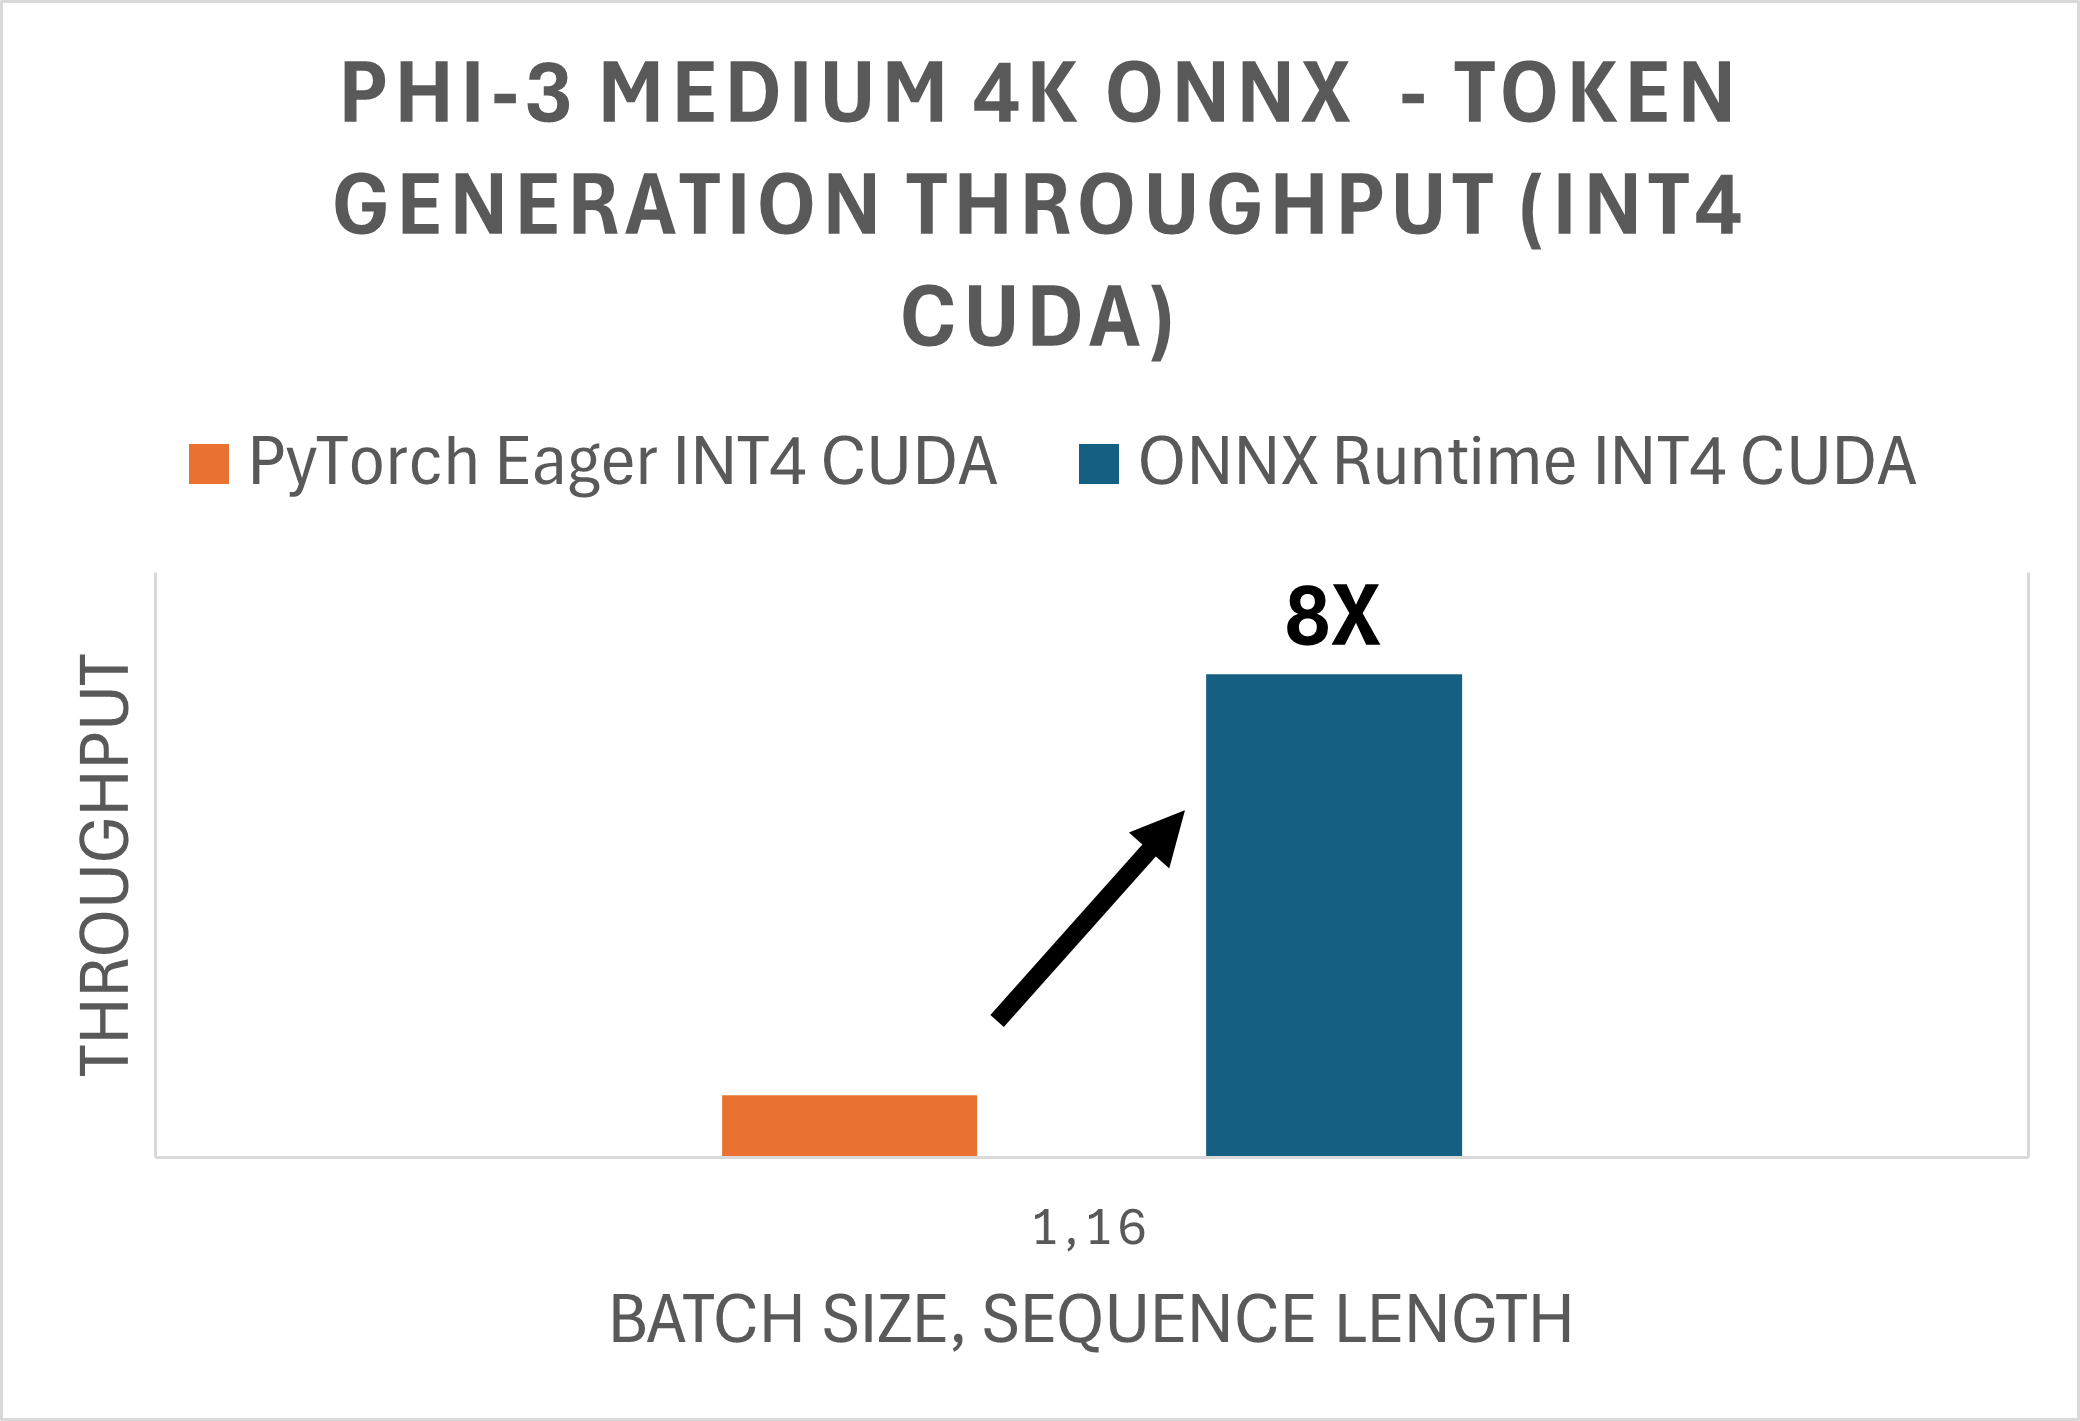 PHI-3 MEDIUM 4K ONNX  - TOKEN
GENERATION THROUGHPUT (INT4
CUDA)
PyTorch Eager INT4 CUDA
ONNX Runtime INT4 CUDA
8X
THROUGHPUT
1,16
BATCH SIZE, SEQUENCE LENGTH